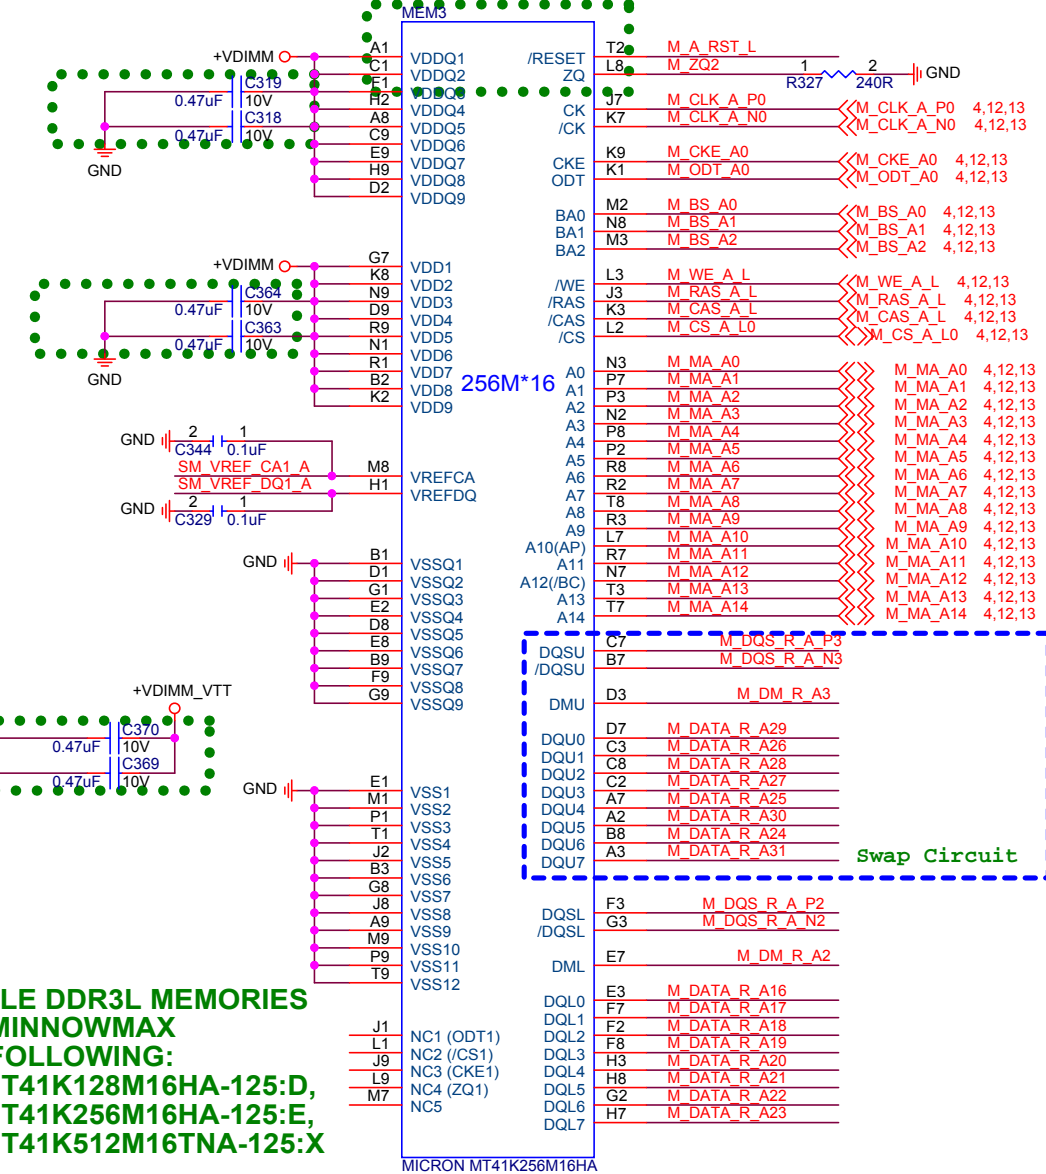 MEM3
+VDIMM
A1 VDDQ1
C1 VDDQ2
E1 VDDQ3
H2 VDDQ4
A8 VDDQ5
C9 VDDQ6
E9 VDDQ7
H9 VDDQ8
D2 VDDQ9
C319
0.47uF 10V
C318
0.47uF 10V
GND
+VDIMM
G7 VDD1
K8 VDD2
N9 VDD3
D9 VDD4
R9 VDD5
N1 VDD6
R1 VDD7
B2 VDD8
K2 VDD9
C364
0.47uF 10V
C363
0.47uF 10V
GND
256M*16
GND 2 1
C344 0.1uF
SM_VREF_CA1_A M8 VREFCA
SM_VREF_DQ1_A H1 VREFDQ
GND 2 1
C329 0.1uF
GND
B1 VSSQ1
D1 VSSQ2
G1 VSSQ3
E2 VSSQ4
D8 VSSQ5
E8 VSSQ6
B9 VSSQ7
F9 VSSQ8
G9 VSSQ9
+VDIMM_VTT
C370
0.47uF 10V
C369
0.47uF 10V
GND
E1 VSS1
M1 VSS2
P1 VSS3
T1 VSS4
J2 VSS5
B3 VSS6
G8 VSS7
J8 VSS8
A9 VSS9
M9 VSS10
P9 VSS11
T9 VSS12
J1 NC1 (ODT1)
L1 NC2 (/CS1)
J9 NC3 (CKE1)
L9 NC4 (ZQ1)
M7 NC5
/RESET T2 M_A_RST_L
ZQ L8 M_ZQ2 1 2 GND
R327 240R
CK J7 M_CLK_A_P0 M_CLK_A_P0 4,12,13
/CK K7 M_CLK_A_N0 M_CLK_A_N0 4,12,13
CKE K9 M_CKE_A0 M_CKE_A0 4,12,13
ODT K1 M_ODT_A0 M_ODT_A0 4,12,13
BA0 M2 M_BS_A0 M_BS_A0 4,12,13
BA1 N8 M_BS_A1 M_BS_A1 4,12,13
BA2 M3 M_BS_A2 M_BS_A2 4,12,13
/WE L3 M_WE_A_L M_WE_A_L 4,12,13
/RAS J3 M_RAS_A_L M_RAS_A_L 4,12,13
/CAS K3 M_CAS_A_L M_CAS_A_L 4,12,13
/CS L2 M_CS_A_L0 M_CS_A_L0 4,12,13
A0 N3 M_MA_A0 M_MA_A0 4,12,13
A1 P7 M_MA_A1 M_MA_A1 4,12,13
A2 P3 M_MA_A2 M_MA_A2 4,12,13
A3 N2 M_MA_A3 M_MA_A3 4,12,13
A4 P8 M_MA_A4 M_MA_A4 4,12,13
A5 P2 M_MA_A5 M_MA_A5 4,12,13
A6 R8 M_MA_A6 M_MA_A6 4,12,13
A7 R2 M_MA_A7 M_MA_A7 4,12,13
A8 T8 M_MA_A8 M_MA_A8 4,12,13
A9 R3 M_MA_A9 M_MA_A9 4,12,13
A10(AP) L7 M_MA_A10 M_MA_A10 4,12,13
A11 R7 M_MA_A11 M_MA_A11 4,12,13
A12(/BC) N7 M_MA_A12 M_MA_A12 4,12,13
A13 T3 M_MA_A13 M_MA_A13 4,12,13
A14 T7 M_MA_A14 M_MA_A14 4,12,13
DQSU C7 M_DQS_R_A_P3
/DQSU B7 M_DQS_R_A_N3
DMU D3 M_DM_R_A3
DQU0 D7 M_DATA_R_A29
DQU1 C3 M_DATA_R_A26
DQU2 C8 M_DATA_R_A28
DQU3 C2 M_DATA_R_A27
DQU4 A7 M_DATA_R_A25
DQU5 A2 M_DATA_R_A30
DQU6 B8 M_DATA_R_A24
DQU7 A3 M_DATA_R_A31
Swap Circuit
DQSL F3 M_DQS_R_A_P2
/DQSL G3 M_DQS_R_A_N2
DML E7 M_DM_R_A2
DQL0 E3 M_DATA_R_A16
DQL1 F7 M_DATA_R_A17
DQL2 F2 M_DATA_R_A18
DQL3 F8 M_DATA_R_A19
DQL4 H3 M_DATA_R_A20
DQL5 H8 M_DATA_R_A21
DQL6 G2 M_DATA_R_A22
DQL7 H7 M_DATA_R_A23
LE DDR3L MEMORIES
MINNOWMAX
FOLLOWING:
T41K128M16HA-125:D,
T41K256M16HA-125:E,
T41K512M16TNA-125:X
MICRON MT41K256M16HA